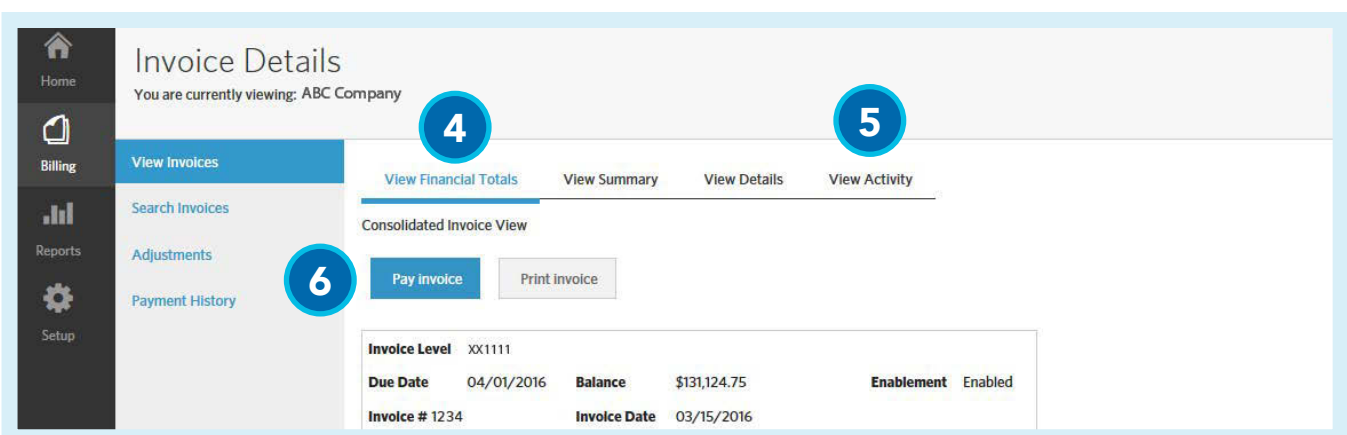 Home
Billing
Reports
Setup
Invoice Details
You are currently viewing: ABC Company
View Invoices
Search Invoices
Adjustments
Payment History
4
5
View Financial Totals View Summary View Details View Activity
Consolidated Invoice View
6
Pay invoice Print invoice
Invoice Level XX1111
Due Date 04/01/2016 Balance $131,124.75 Enablement Enabled
Invoice # 1234 Invoice Date 03/15/2016